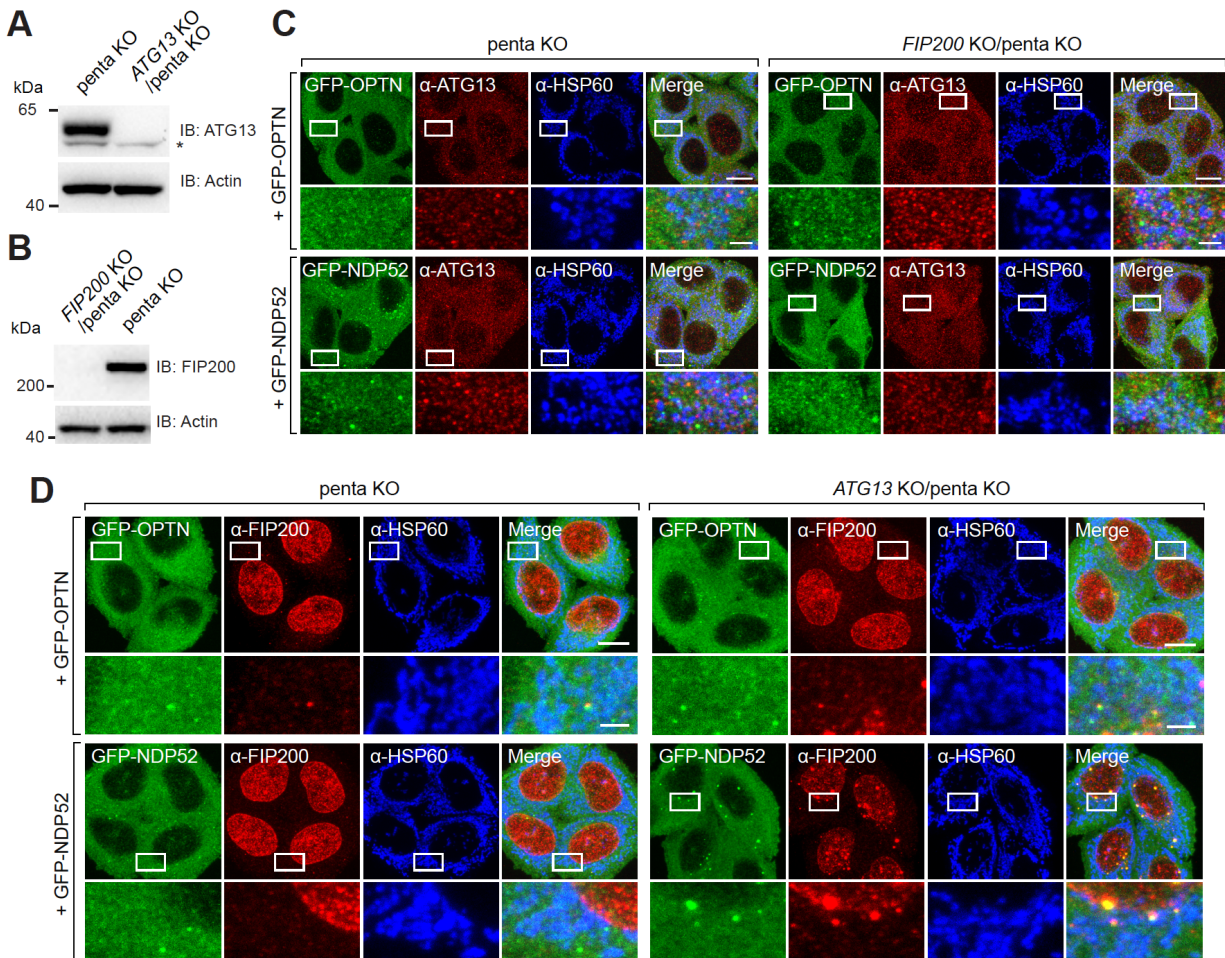 A
penta KO
ATG13 KO
/penta KO
kDa
65
IB: ATG13
*
IB: Actin
40
B
FIP200 KO
/penta KO
penta KO
kDa
IB: FIP200
200
IB: Actin
40
C
penta KO
FIP200 KO/penta KO
+ GFP-OPTN
GFP-OPTN α-ATG13 α-HSP60 Merge
GFP-OPTN α-ATG13 α-HSP60 Merge
+ GFP-NDP52
GFP-NDP52 α-ATG13 α-HSP60 Merge
GFP-NDP52 α-ATG13 α-HSP60 Merge
D
penta KO
ATG13 KO/penta KO
+ GFP-OPTN
GFP-OPTN α-FIP200 α-HSP60 Merge
GFP-OPTN α-FIP200 α-HSP60 Merge
+ GFP-NDP52
GFP-NDP52 α-FIP200 α-HSP60 Merge
GFP-NDP52 α-FIP200 α-HSP60 Merge